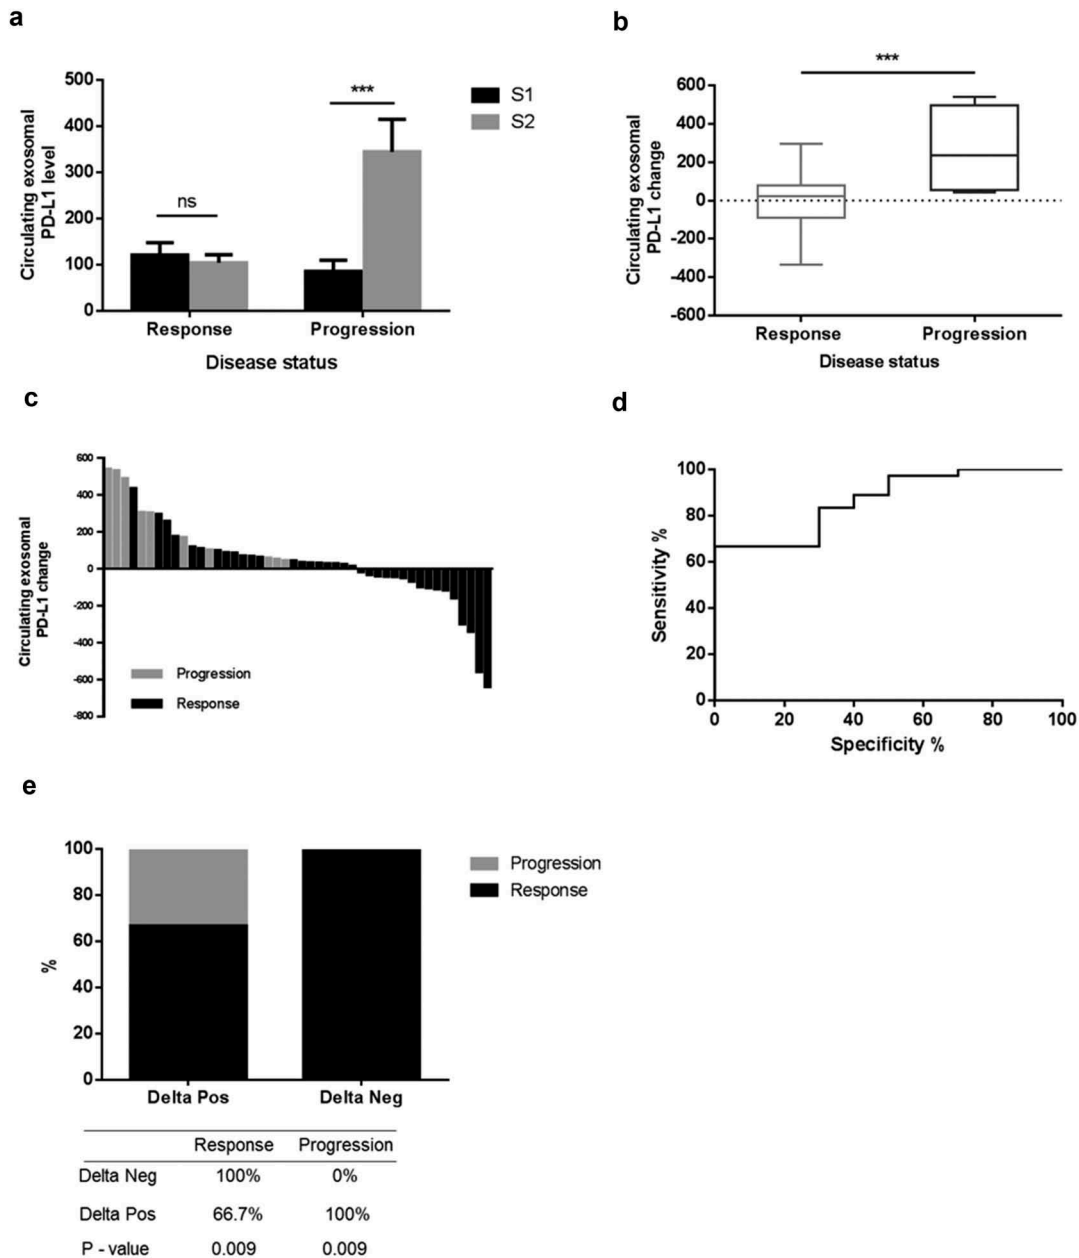 a
Circulating exosomal
PD-L1 level
500
400
300
200
100
0
ns
***
S1
S2
Response
Progression
Disease status
b
Circulating exosomal
PD-L1 change
600
400
200
0
-200
-400
-600
***
Response
Progression
Disease status
c
Circulating exosomal
PD-L1 change
600
400
200
0
-200
-400
-600
-800
Progression
Response
d
Sensitivity %
100
80
60
40
20
0
0 20 40 60 80 100
Specificity %
e
%
100
80
60
40
20
0
Progression
Response
Delta Pos
Delta Neg
Response Progression
Delta Neg 100% 0%
Delta Pos 66.7% 100%
P - value 0.009 0.009